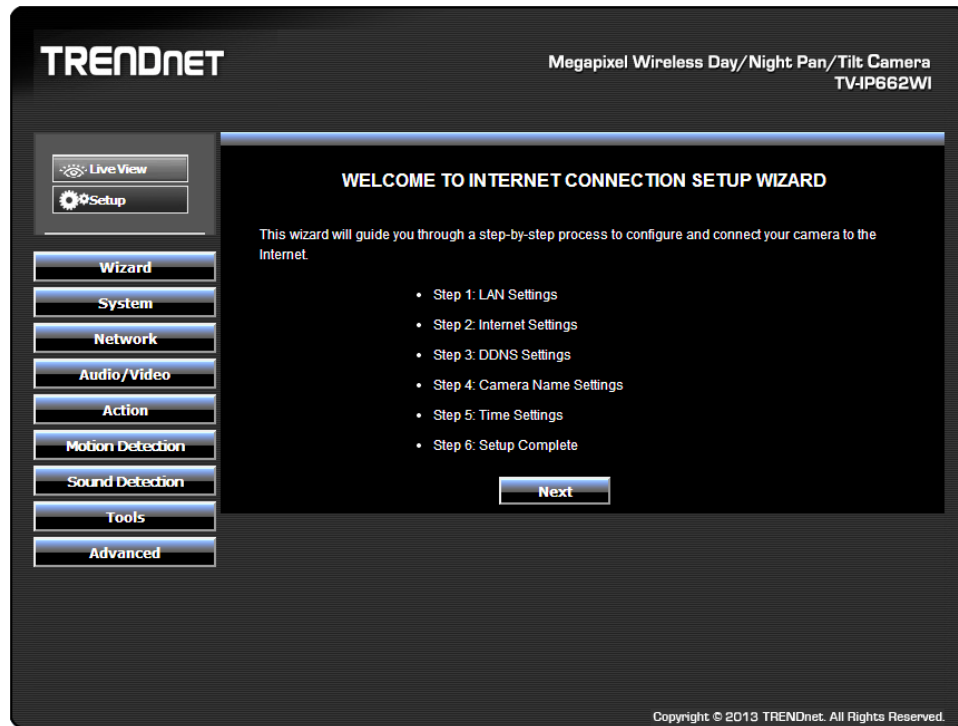 TRENDNET
Megapixel Wireless Day/Night Pan/Tilt Camera
TV-IP662WI
Live View
Setup
Wizard
System
Network
Audio/Video
Action
Motion Detection
Sound Detection
Tools
Advanced
WELCOME TO INTERNET CONNECTION SETUP WIZARD
This wizard will guide you through a step-by-step process to configure and connect your camera to the
Internet.
• Step 1: LAN Settings
• Step 2: Internet Settings
• Step 3: DDNS Settings
• Step 4: Camera Name Settings
• Step 5: Time Settings
• Step 6: Setup Complete
Next
Copyright © 2013 TRENDnet. All Rights Reserved.